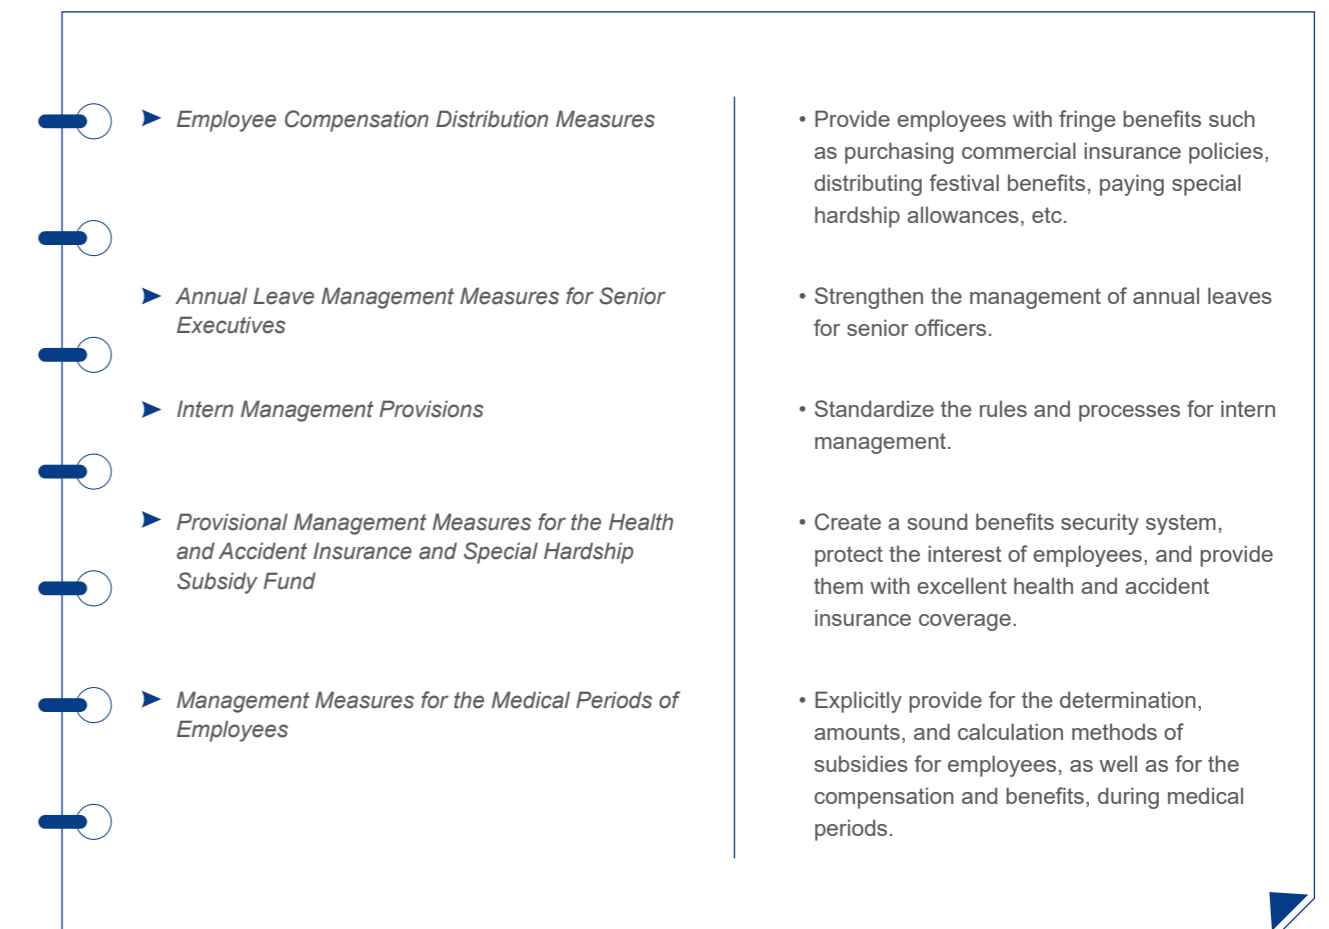 Employee Compensation Distribution Measures
• Provide employees with fringe benefits such
as purchasing commercial insurance policies,
distributing festival benefits, paying special
hardship allowances, etc.
Annual Leave Management Measures for Senior
Executives
• Strengthen the management of annual leaves
for senior officers.
Intern Management Provisions
• Standardize the rules and processes for intern
management.
Provisional Management Measures for the Health
and Accident Insurance and Special Hardship
Subsidy Fund
• Create a sound benefits security system,
protect the interest of employees, and provide
them with excellent health and accident
insurance coverage.
Management Measures for the Medical Periods of
Employees
• Explicitly provide for the determination,
amounts, and calculation methods of
subsidies for employees, as well as for the
compensation and benefits, during medical
periods.